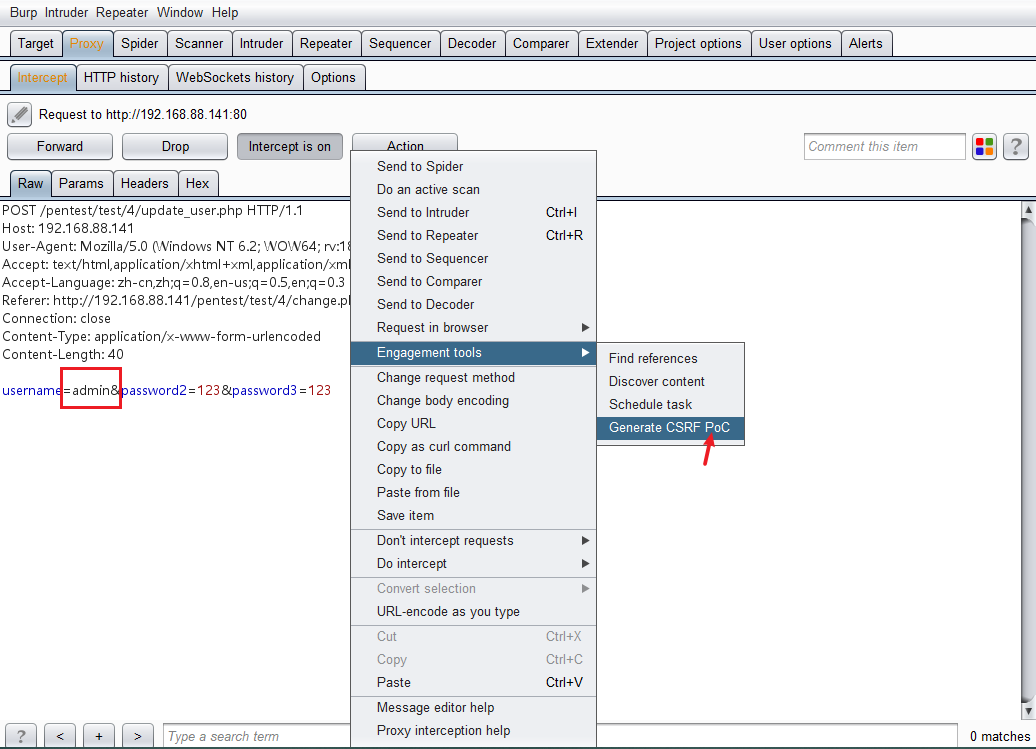 Burp Intruder Repeater Window Help
Target Proxy Spider Scanner Intruder Repeater Sequencer Decoder Comparer Extender Project options User options Alerts
Intercept HTTP history WebSockets history Options
Request to http://192.168.88.141:80
Forward Drop Intercept is on Action Comment this item ?
Raw Params Headers Hex
POST /pentest/test/4/update_user.php HTTP/1.1
Host: 192.168.88.141
User-Agent: Mozilla/5.0 (Windows NT 6.2; WOW64; rv:18
Accept: text/html,application/xhtml+xml,application/xml
Accept-Language: zh-cn,zh;q=0.8,en-us;q=0.5,en;q=0.3
Referer: http://192.168.88.141/pentest/test/4/change.ph
Connection: close
Content-Type: application/x-www-form-urlencoded
Content-Length: 40
username=admin&password2=123&password3=123
Send to Spider
Do an active scan
Send to Intruder Ctrl+I
Send to Repeater Ctrl+R
Send to Sequencer
Send to Comparer
Send to Decoder
Request in browser
Engagement tools
Change request method
Change body encoding
Copy URL
Copy as curl command
Copy to file
Paste from file
Save item
Don't intercept requests
Do intercept
Convert selection
URL-encode as you type
Cut Ctrl+X
Copy Ctrl+C
Paste Ctrl+V
Message editor help
Proxy interception help
Find references
Discover content
Schedule task
Generate CSRF PoC
? < + > Type a search term 0 matches